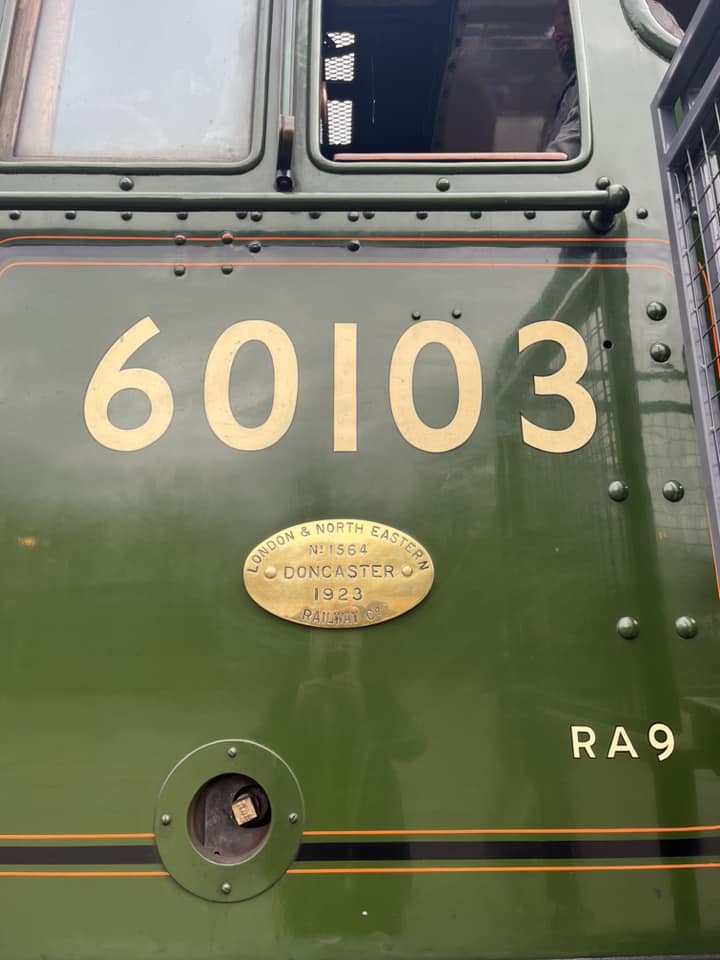 60103
LONDON & NORTH EASTERN
No 1564
DONCASTER
1923
RAILWAY Co
RA9